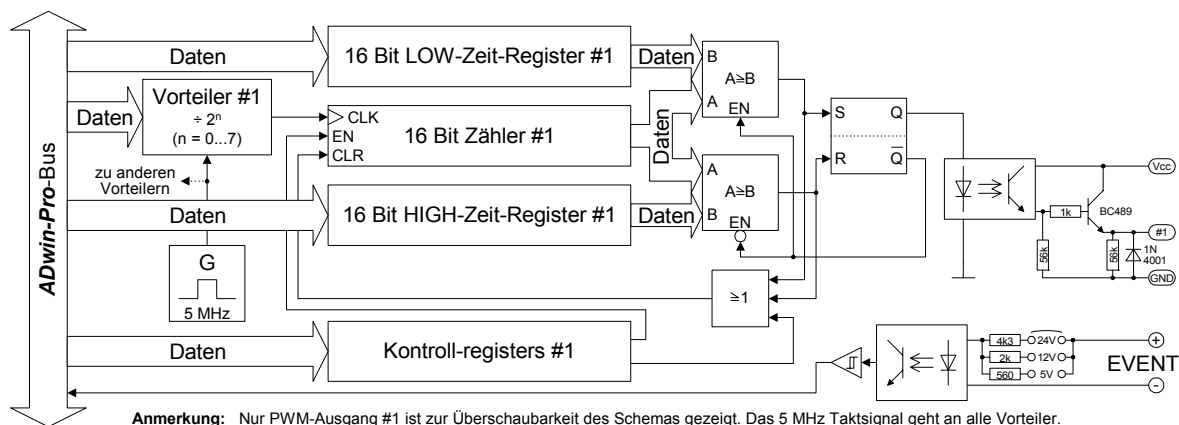 ADwin-Pro-Bus
Daten
16 Bit LOW-Zeit-Register #1
Daten
B
A≥B
A
EN
Daten
Vorteiler #1
÷ 2ⁿ
(n = 0...7)
CLK
EN
CLR
16 Bit Zähler #1
Daten
S
Q
R
Q̅
zu anderen
Vorteilern
A
A≥B
B
EN
Daten
16 Bit HIGH-Zeit-Register #1
Daten
Vcc
1k
BC489
#1
56k
56k
1N
4001
GND
G
5 MHz
≥1
Daten
Kontroll-registers #1
4k3
24V
2k
12V
560
5V
+
EVENT
-
Anmerkung: Nur PWM-Ausgang #1 ist zur Überschaubarkeit des Schemas gezeigt. Das 5 MHz Taktsignal geht an alle Vorteiler.